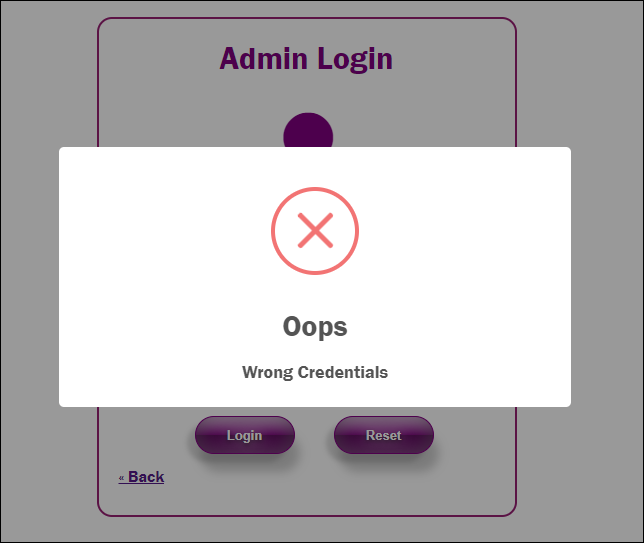 Admin Login
Oops
Wrong Credentials
Login
Reset
« Back